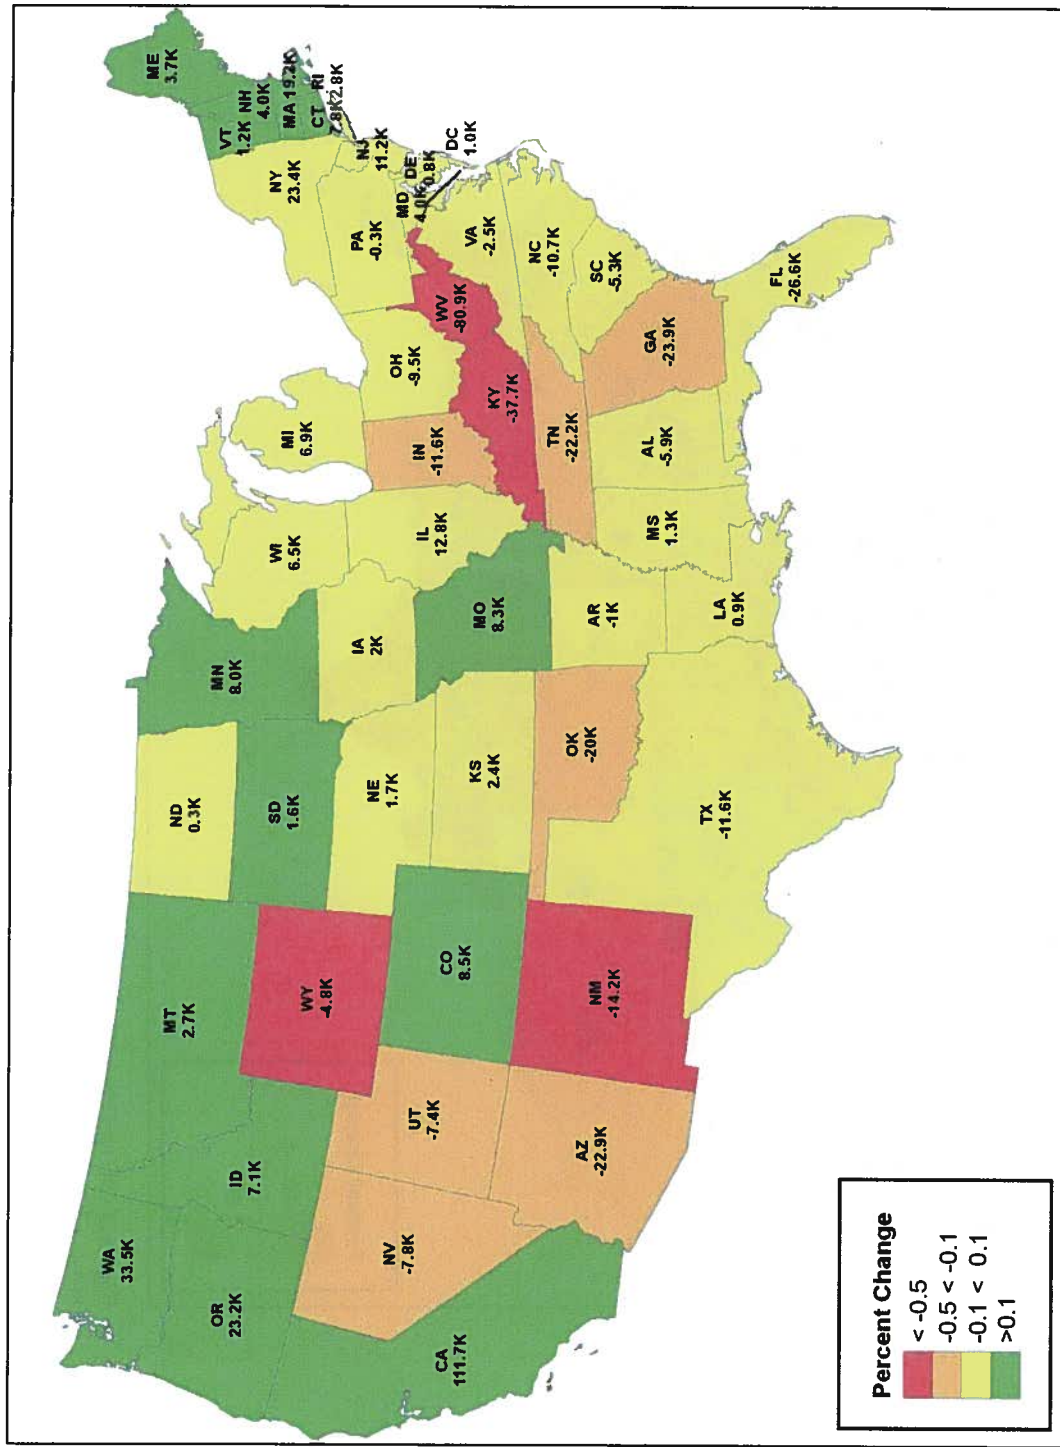 WA
33.5K
OR
23.2K
CA
111.7K
ID
7.1K
NV
-7.8K
MT
2.7K
WY
-4.8K
UT
-7.4K
AZ
-22.9K
CO
8.5K
NM
-14.2K
ND
0.3K
SD
1.6K
NE
1.7K
KS
2.4K
OK
-20K
TX
-11.6K
MN
8.0K
IA
2K
MO
8.3K
AR
-1K
LA
0.9K
WI
6.5K
IL
12.8K
MS
1.3K
MI
6.9K
IN
-11.6K
KY
-37.7K
TN
-22.2K
AL
-5.9K
OH
-9.5K
WV
-80.9K
GA
-23.9K
FL
-26.6K
SC
-5.3K
NC
-10.7K
VA
-2.5K
PA
-0.3K
NY
23.4K
MD
4.0K
DE
0.8K
DC
1.0K
NJ
11.2K
VT
1.2K
NH
4.0K
MA 19.2K
CT
7.8K
RI
2.8K
ME
3.7K
Percent Change
< -0.5
-0.5 < -0.1
-0.1 < 0.1
>0.1